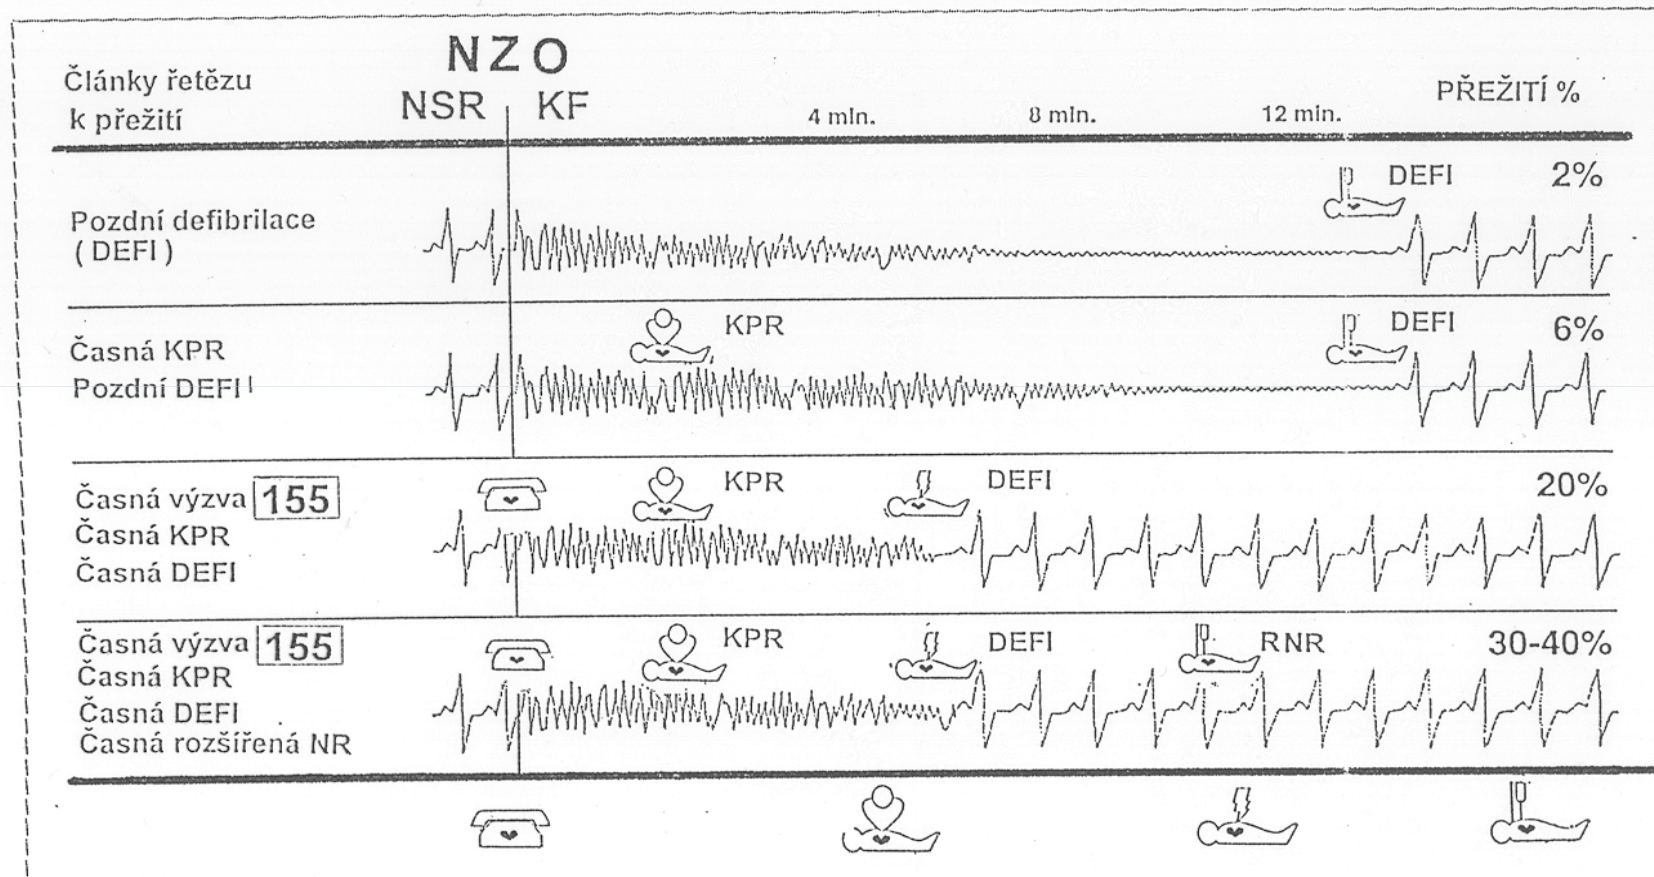 Články řetězu
k přežití
N Z O
NSR KF
4 min.
8 min.
12 min.
PŘEŽITÍ %
Pozdní defibrilace
( DEFI )
DEFI
2%
Časná KPR
Pozdní DEFI
KPR
DEFI
6%
Časná výzva 155
Časná KPR
Časná DEFI
KPR
DEFI
20%
Časná výzva 155
Časná KPR
Časná DEFI
Časná rozšířená NR
KPR
DEFI
RNR
30-40%